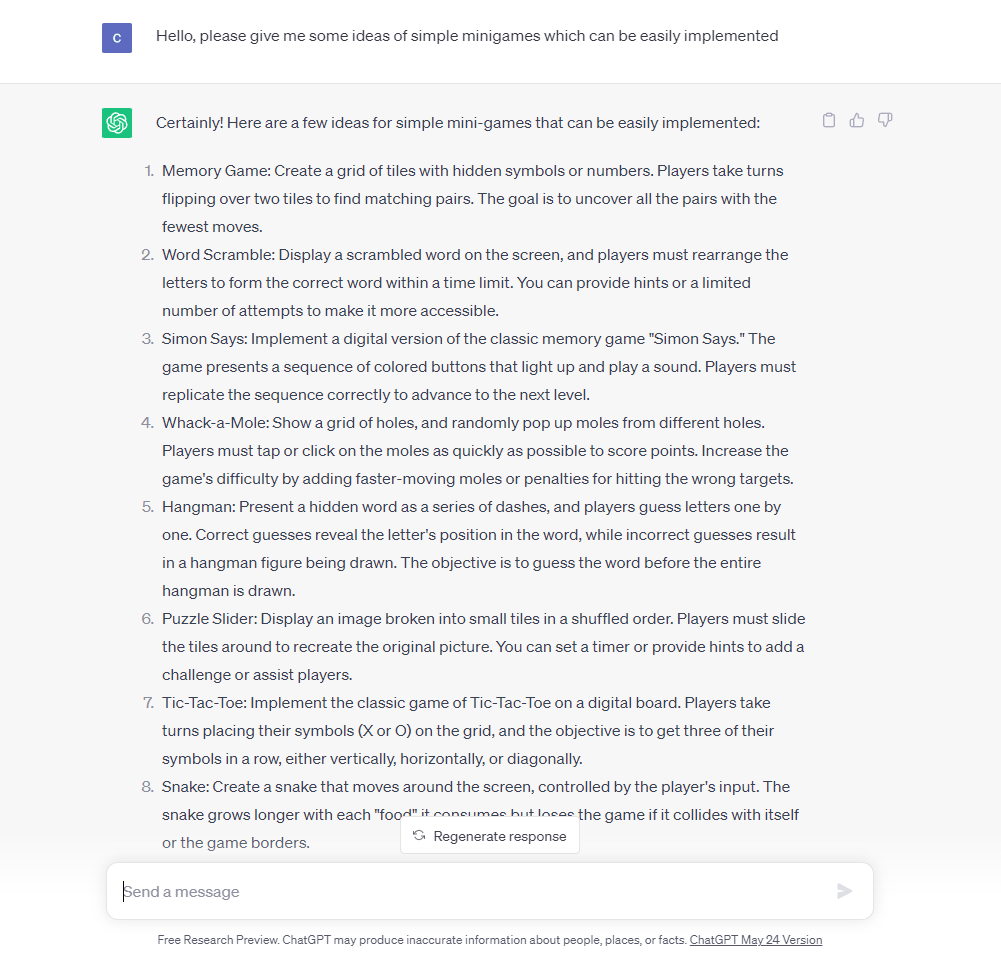 C
Hello, please give me some ideas of simple minigames which can be easily implemented
Certainly! Here are a few ideas for simple mini-games that can be easily implemented:
1. Memory Game: Create a grid of tiles with hidden symbols or numbers. Players take turns
flipping over two tiles to find matching pairs. The goal is to uncover all the pairs with the
fewest moves.
2. Word Scramble: Display a scrambled word on the screen, and players must rearrange the
letters to form the correct word within a time limit. You can provide hints or a limited
number of attempts to make it more accessible.
3. Simon Says: Implement a digital version of the classic memory game "Simon Says." The
game presents a sequence of colored buttons that light up and play a sound. Players must
replicate the sequence correctly to advance to the next level.
4. Whack-a-Mole: Show a grid of holes, and randomly pop up moles from different holes.
Players must tap or click on the moles as quickly as possible to score points. Increase the
game's difficulty by adding faster-moving moles or penalties for hitting the wrong targets.
5. Hangman: Present a hidden word as a series of dashes, and players guess letters one by
one. Correct guesses reveal the letter's position in the word, while incorrect guesses result
in a hangman figure being drawn. The objective is to guess the word before the entire
hangman is drawn.
6. Puzzle Slider: Display an image broken into small tiles in a shuffled order. Players must slide
the tiles around to recreate the original picture. You can set a timer or provide hints to add a
challenge or assist players.
7. Tic-Tac-Toe: Implement the classic game of Tic-Tac-Toe on a digital board. Players take
turns placing their symbols (X or O) on the grid, and the objective is to get three of their
symbols in a row, either vertically, horizontally, or diagonally.
8. Snake: Create a snake that moves around the screen, controlled by the player's input. The
snake grows longer with each "food" it consumes but loses the game if it collides with itself
or the game borders.
Regenerate response
Send a message
Free Research Preview. ChatGPT may produce inaccurate information about people, places, or facts. ChatGPT May 24 Version